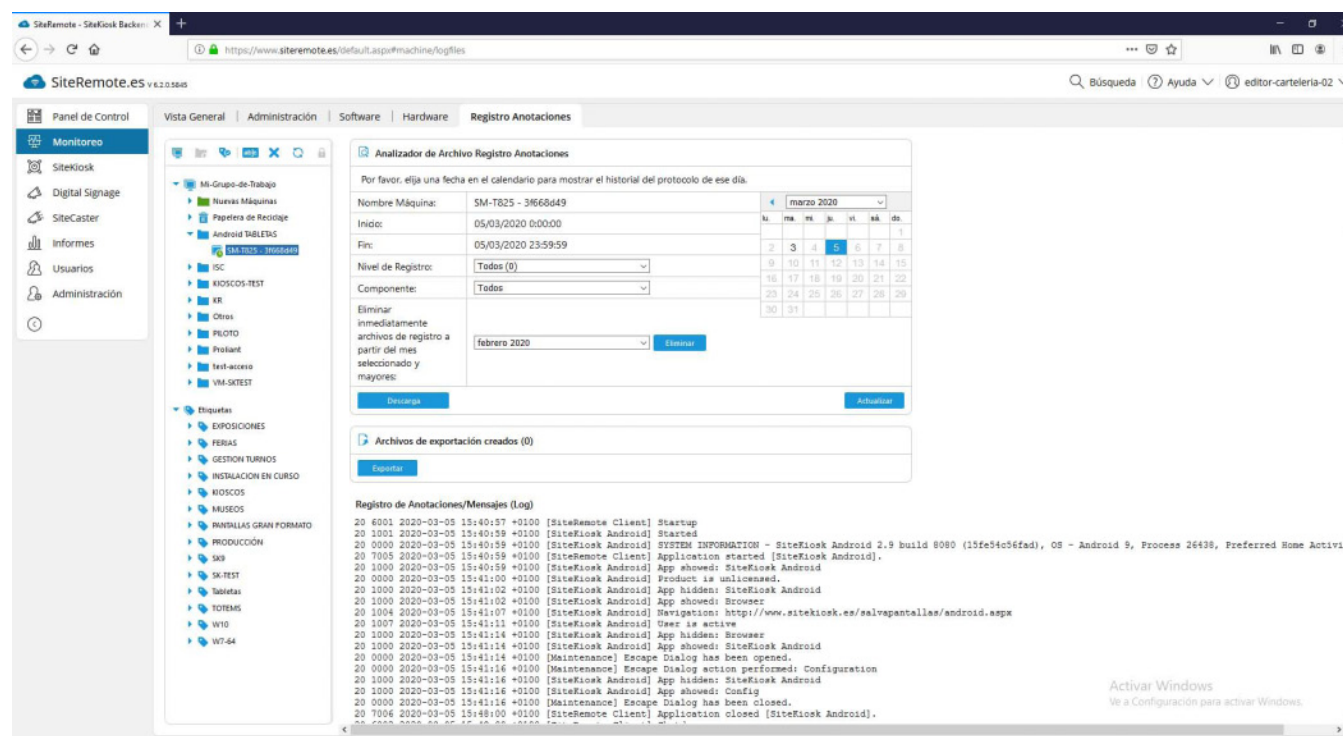 SiteRemote - SiteKiosk Backen
https://www.siteremote.es/default.aspx#machine/logfiles
SiteRemote.es v 6.2.0.5845
Búsqueda
Ayuda
editor-carteleria-02
Panel de Control
Monitoreo
SiteKiosk
Digital Signage
SiteCaster
Informes
Usuarios
Administración
Vista General | Administración | Software | Hardware Registro Anotaciones
Mi-Grupo-de-Trabajo
Nuevas Máquinas
Papelera de Reciclaje
Android TABLETAS
SM-T825 - 3f668d49
ISC
KIOSCOS-TEST
KR
Otros
PILOTO
Proliant
test-acceso
VM-SKTEST
Etiquetas
EXPOSICIONES
FERIAS
GESTION TURNOS
INSTALACION EN CURSO
KIOSCOS
MUSEOS
PANTALLAS GRAN FORMATO
PRODUCCIÓN
SK9
SK-TEST
Tabletas
TOTEMS
W10
W7-64
Analizador de Archivo Registro Anotaciones
Por favor, elija una fecha en el calendario para mostrar el historial del protocolo de ese día.
Nombre Máquina: SM-T825 - 3f668d49
Inicio: 05/03/2020 0:00:00
Fin: 05/03/2020 23:59:59
Nivel de Registro: Todos (0)
Componente: Todos
Eliminar
inmediatamente
archivos de registro a
partir del mes
seleccionado y
mayores:
febrero 2020
Eliminar
marzo 2020
lu. ma. mi. ju. vi. sá. do.
1
2 3 4 5 6 7 8
9 10 11 12 13 14 15
16 17 18 19 20 21 22
23 24 25 26 27 28 29
30 31
Descarga
Actualizar
Archivos de exportación creados (0)
Exportar
Registro de Anotaciones/Mensajes (Log)
20 6001 2020-03-05 15:40:57 +0100 [SiteRemote Client] Startup
20 1001 2020-03-05 15:40:59 +0100 [SiteKiosk Android] Started
20 0000 2020-03-05 15:40:59 +0100 [SiteKiosk Android] SYSTEM INFORMATION - SiteKiosk Android 2.9 build 8080 (15fe54c56fad), OS - Android 9, Process 26438, Preferred Home Activi
20 7005 2020-03-05 15:40:59 +0100 [SiteRemote Client] Application started [SiteKiosk Android].
20 1000 2020-03-05 15:40:59 +0100 [SiteKiosk Android] App showed: SiteKiosk Android
20 0000 2020-03-05 15:41:00 +0100 [SiteKiosk Android] Product is unlicensed.
20 1000 2020-03-05 15:41:02 +0100 [SiteKiosk Android] App hidden: SiteKiosk Android
20 1000 2020-03-05 15:41:02 +0100 [SiteKiosk Android] App showed: Browser
20 1004 2020-03-05 15:41:07 +0100 [SiteKiosk Android] Navigation: http://www.sitekiosk.es/salvapantallas/android.aspx
20 1007 2020-03-05 15:41:11 +0100 [SiteKiosk Android] User is active
20 1000 2020-03-05 15:41:14 +0100 [SiteKiosk Android] App hidden: Browser
20 1000 2020-03-05 15:41:14 +0100 [SiteKiosk Android] App showed: SiteKiosk Android
20 0000 2020-03-05 15:41:14 +0100 [Maintenance] Escape Dialog has been opened.
20 0000 2020-03-05 15:41:16 +0100 [Maintenance] Escape Dialog action performed: Configuration
20 1000 2020-03-05 15:41:16 +0100 [SiteKiosk Android] App hidden: SiteKiosk Android
20 1000 2020-03-05 15:41:16 +0100 [SiteKiosk Android] App showed: Config
20 0000 2020-03-05 15:41:16 +0100 [Maintenance] Escape Dialog has been closed.
20 7006 2020-03-05 15:48:00 +0100 [SiteRemote Client] Application closed [SiteKiosk Android].
Activar Windows
Ve a Configuración para activar Windows.